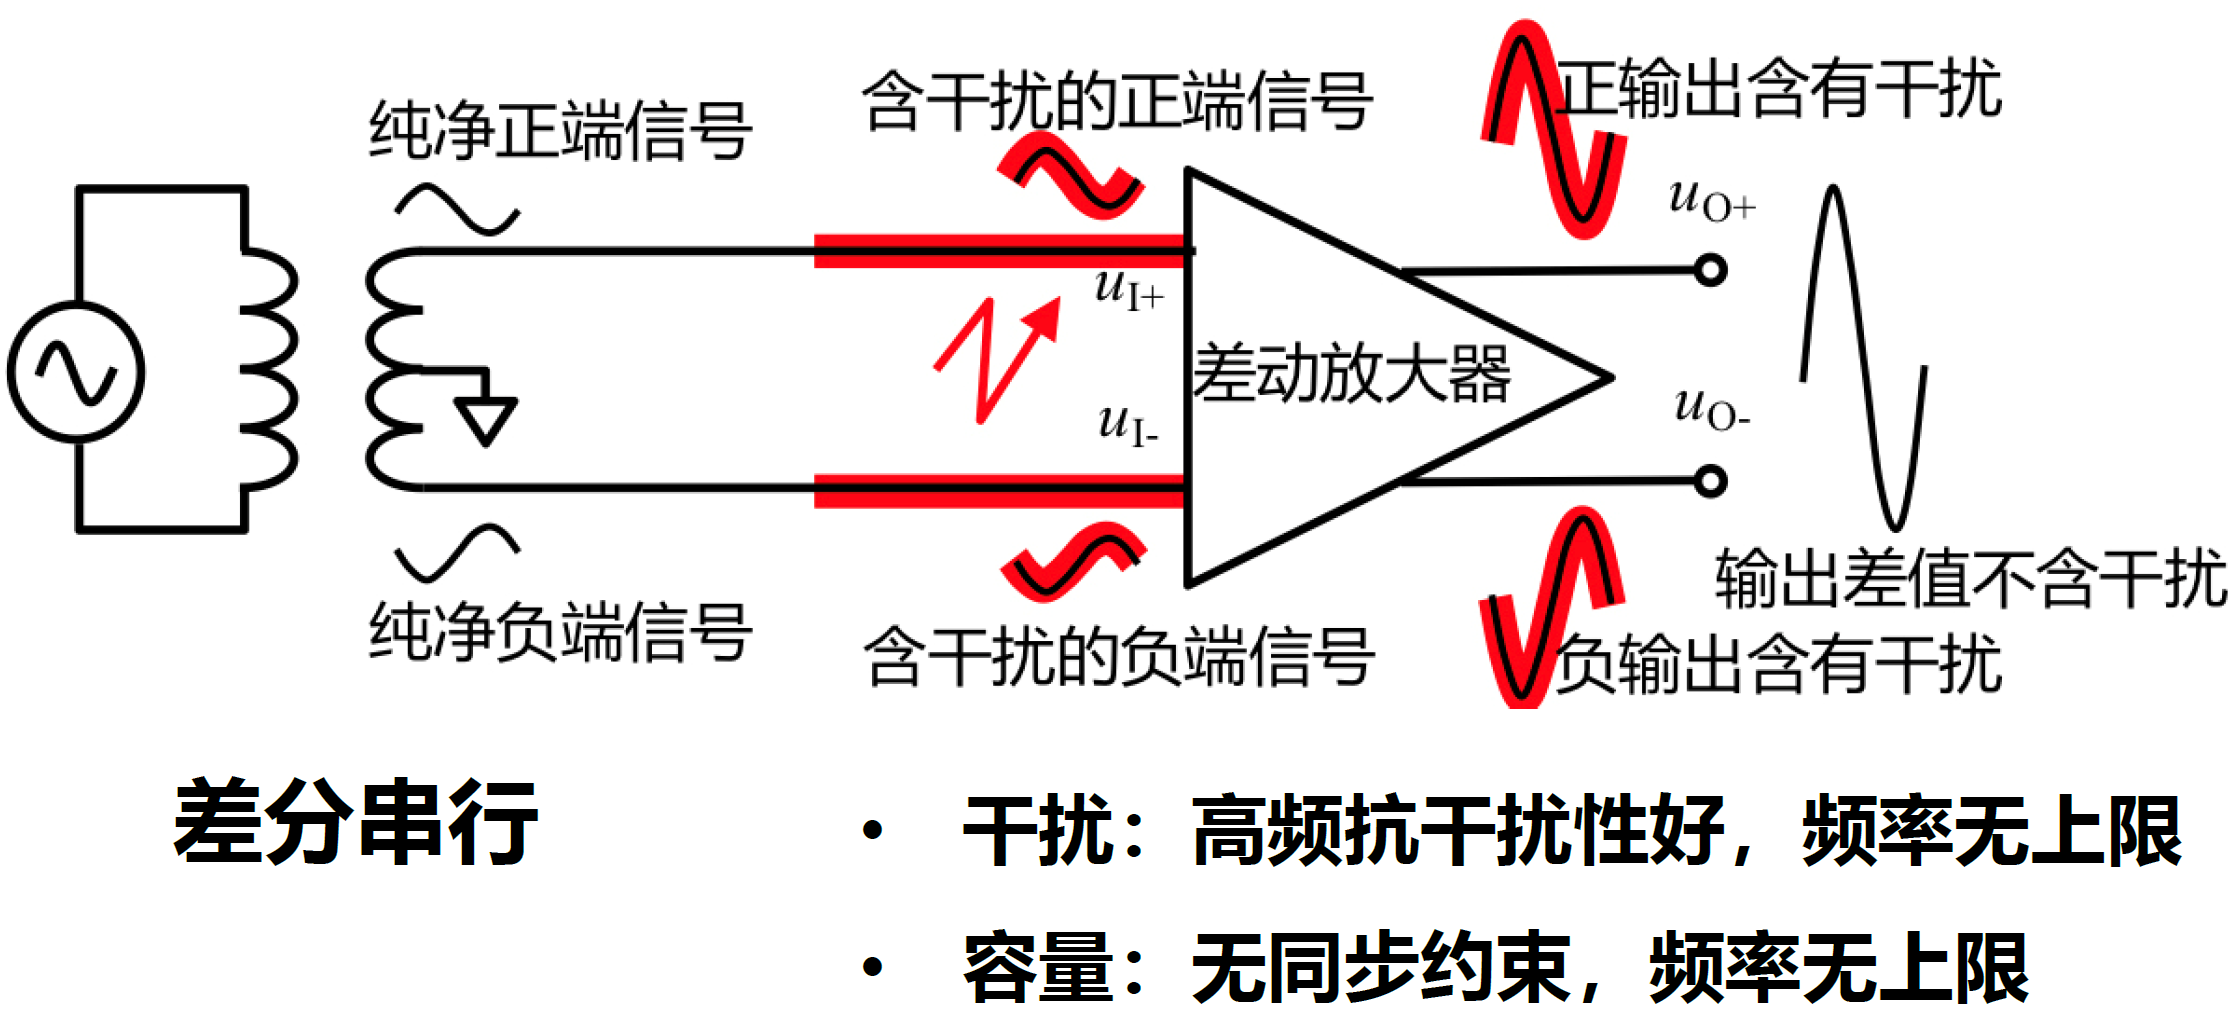 纯净正端信号
含干扰的正端信号
正输出含有干扰
uO+
uI+
差动放大器
uI-
uO-
输出差值不含干扰
纯净负端信号
含干扰的负端信号
负输出含有干扰
差分串行
• 干扰：高频抗干扰性好，频率无上限
• 容量：无同步约束，频率无上限